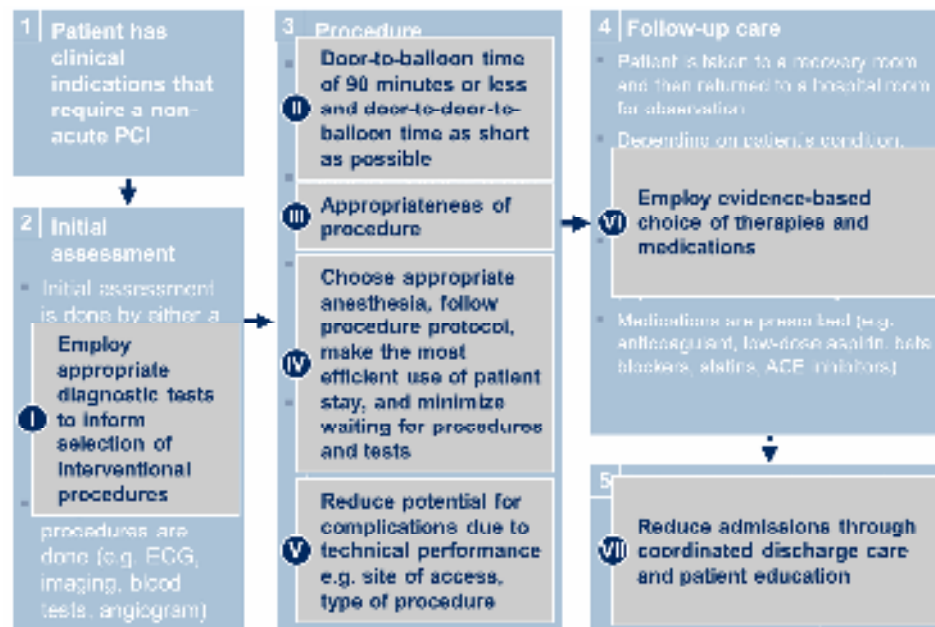 1 Patient has
clinical
indications that
require a non-
acute PCI
2 Initial
assessment
Initial assessment
is done by either a
I Employ
appropriate
diagnostic tests
to inform
selection of
interventional
procedures
procedures are
done (e.g. ECG,
imaging, blood
tests, angiogram)
3 Procedure
II Door-to-balloon time
of 90 minutes or less
and door-to-door-to-
balloon time as short
as possible
III Appropriateness of
procedure
IV Choose appropriate
anesthesia, follow
procedure protocol,
make the most
efficient use of patient
stay, and minimize
waiting for procedures
and tests
V Reduce potential for
complications due to
technical performance
e.g. site of access,
type of procedure
4 Follow-up care
Patient is taken to a recovery room
and then returned to a hospital room
for observation
Depending on patient's condition,
VI Employ evidence-based
choice of therapies and
medications
Medications are prescribed (e.g.
anticoagulant, low-dose aspirin, beta
blockers, statins, ACE inhibitors)
5
VII Reduce admissions through
coordinated discharge care
and patient education